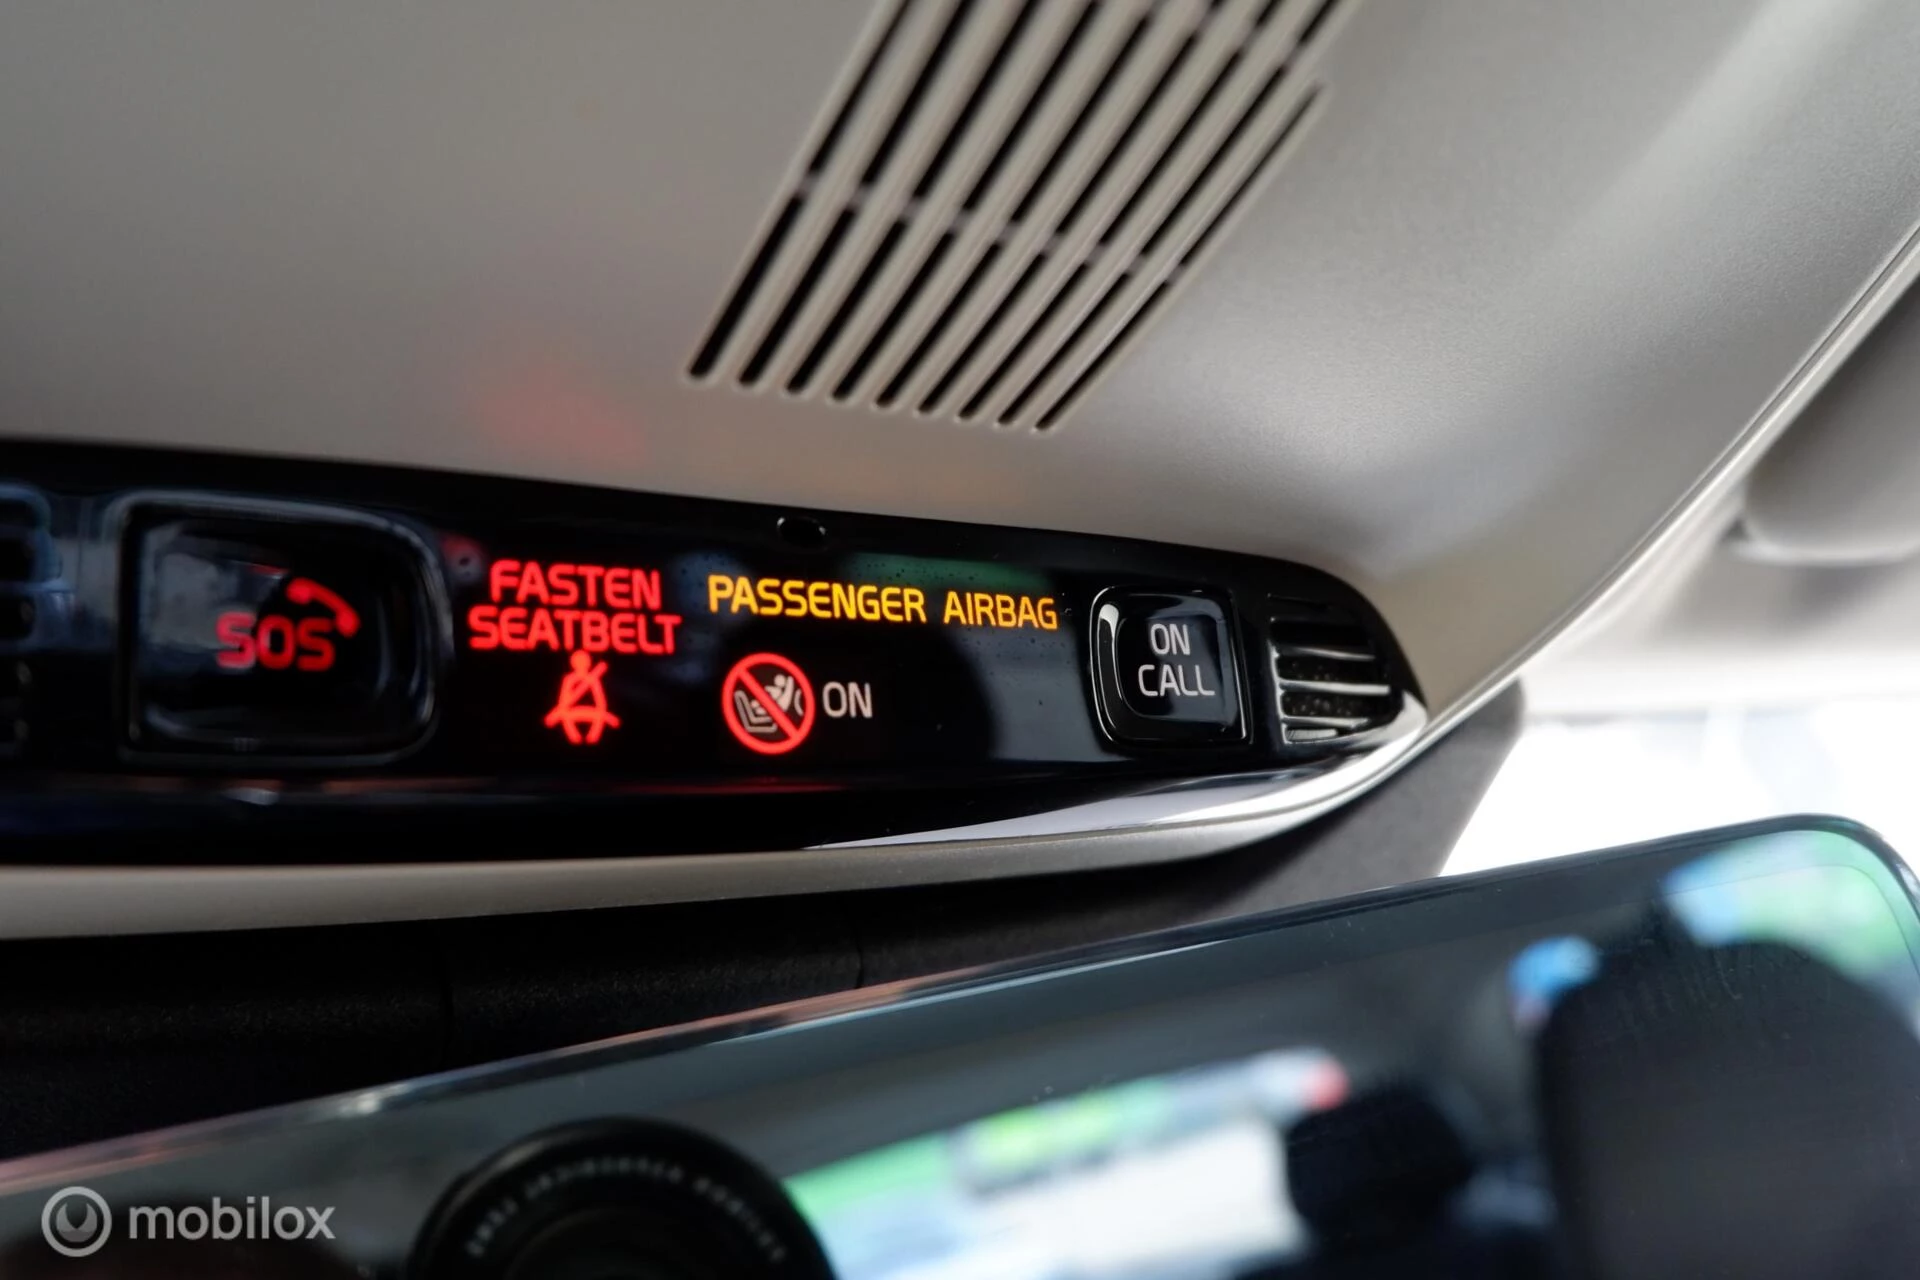 SOS
FASTEN
SEATBELT
PASSENGER AIRBAG
ON
ON
CALL
mobilox